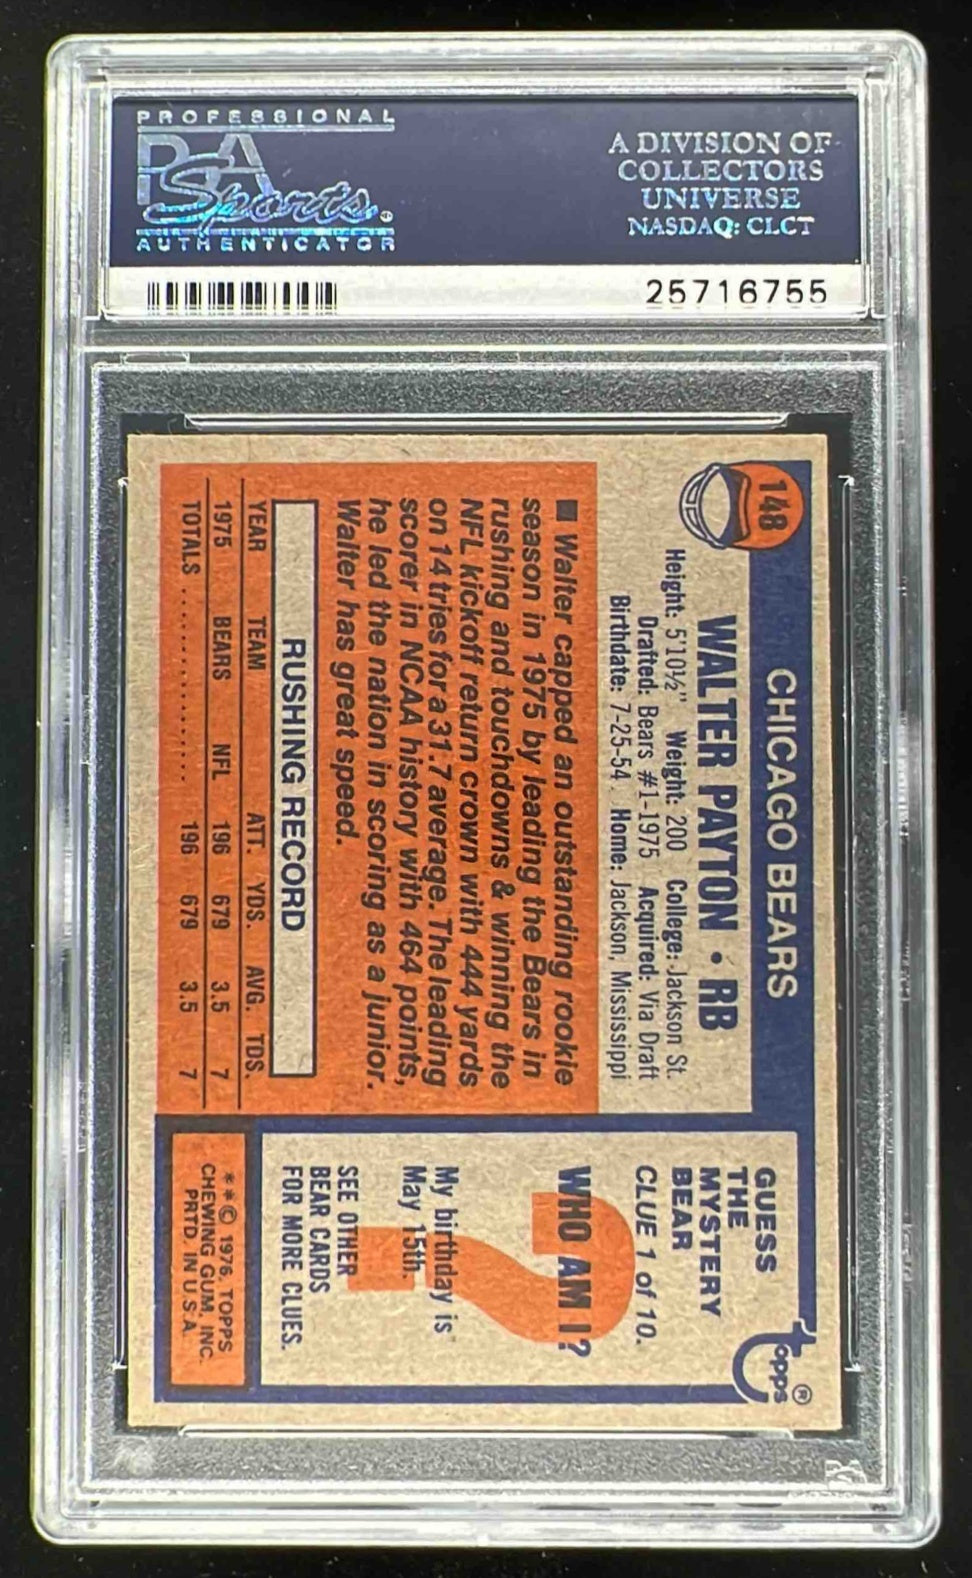 PROFESSIONAL
PSA
Sports
AUTHENTICATOR
A DIVISION OF
COLLECTORS
UNIVERSE
NASDAQ: CLCT
25716755
148
CHICAGO BEARS
WALTER PAYTON • RB
Height: 5'10½" Weight: 200 College: Jackson St.
Drafted: Bears #1-1975 Acquired: Via Draft
Birthdate: 7-25-54 Home: Jackson, Mississippi
■ Walter capped an outstanding rookie
season in 1975 by leading the Bears in
rushing and touchdowns & winning the
NFL kickoff return crown with 444 yards
on 14 tries for a 31.7 average. The leading
scorer in NCAA history with 464 points,
he led the nation in scoring as a junior.
Walter has great speed.
RUSHING RECORD
YEAR TEAM ATT. YDS. AVG. TDS.
1975 BEARS NFL 196 679 3.5 7
TOTALS .................. 196 679 3.5 7
topps®
GUESS
THE
MYSTERY
BEAR
CLUE 1 of 10.
WHO AM I?
?
My birthday is
May 15th.
SEE OTHER
BEAR CARDS
FOR MORE CLUES.
**© 1976, TOPPS
CHEWING GUM, INC.
PRTD. IN U.S.A.